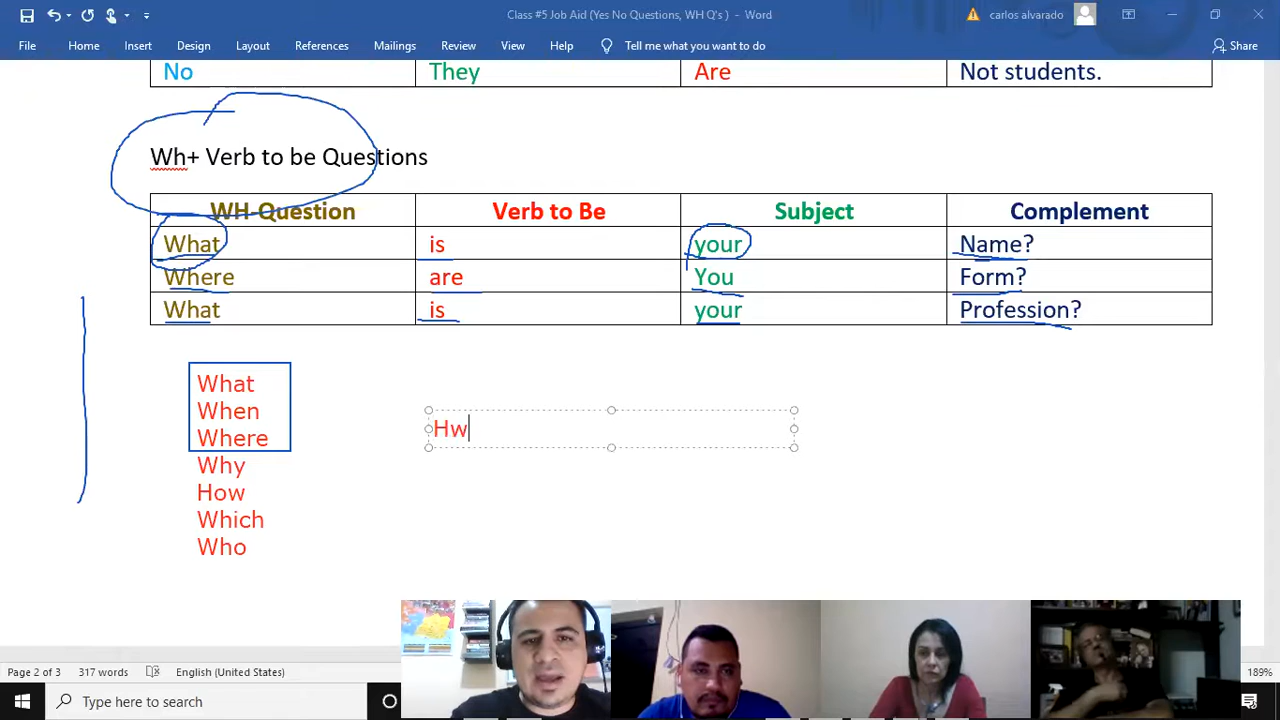 Class #5 Job Aid (Yes No Questions, WH Q's ) - Word
carlos alvarado
File Home Insert Design Layout References Mailings Review View Help Tell me what you want to do Share
No They Are Not students.
Wh+ Verb to be Questions
WH-Question Verb to Be Subject Complement
What is your Name?
Where are You Form?
What is your Profession?
What
When
Where
Why
How
Which
Who
Hw
Page 2 of 3 317 words English (United States) 189%
Type here to search